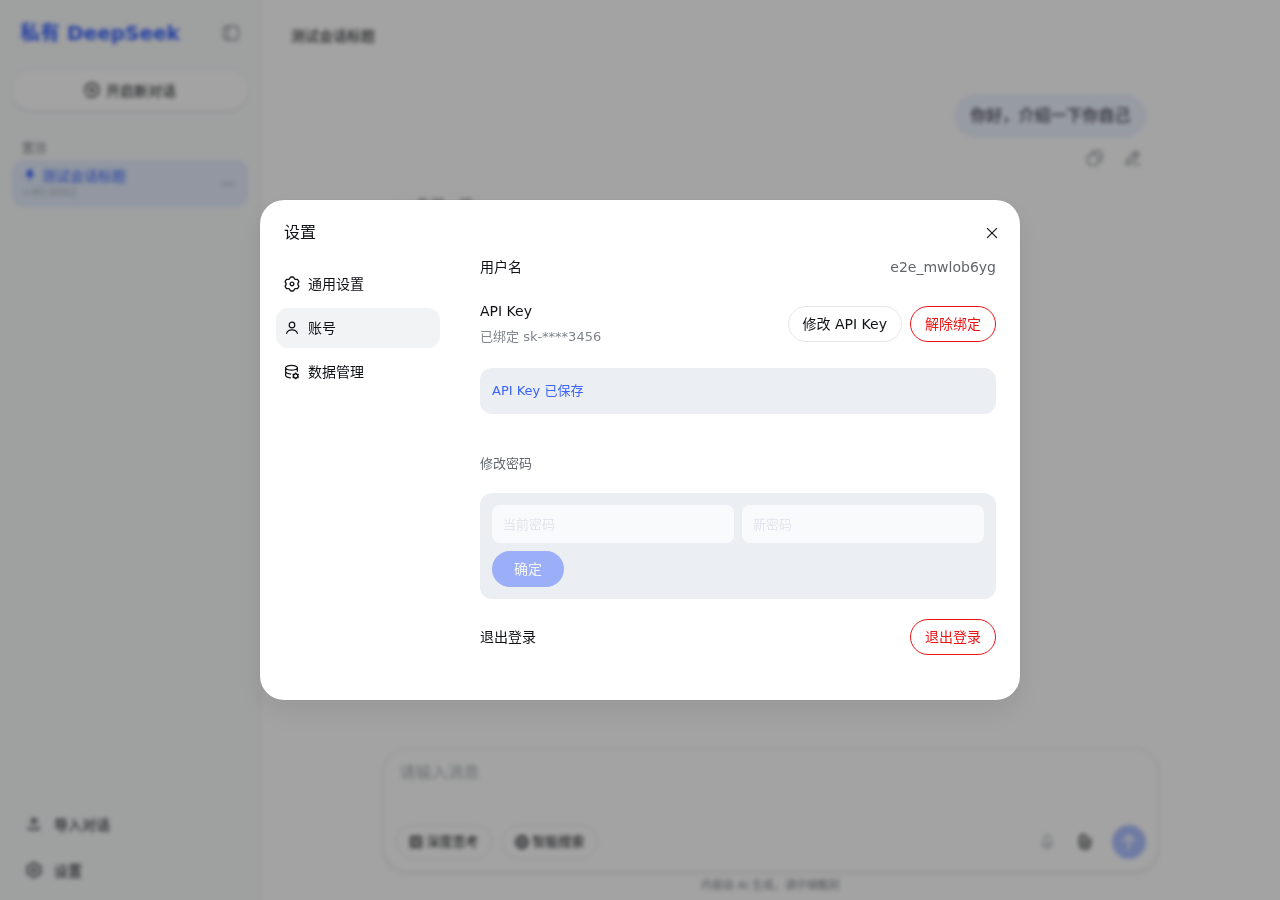 私有 DeepSeek
开启新对话
置顶
测试会话标题
导入对话
设置
测试会话标题
你好，介绍一下你自己
设置
通用设置
账号
数据管理
用户名
e2e_mwlob6yg
API Key
已绑定 sk-****3456
修改 API Key
解除绑定
API Key 已保存
修改密码
当前密码
新密码
确定
退出登录
退出登录
请输入消息
深度思考
智能搜索
内容由 AI 生成，请仔细甄别